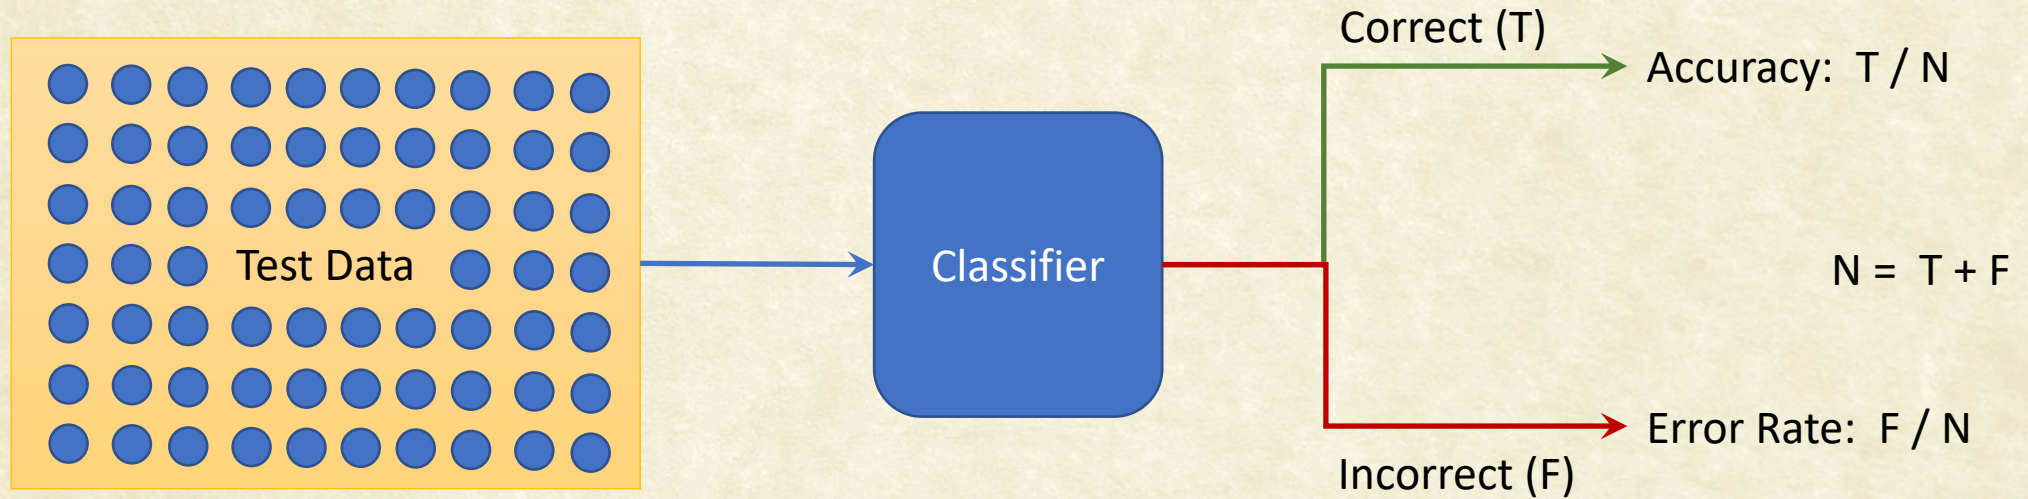 Test Data
Classifier
Correct (T)
Accuracy: T / N
N = T + F
Error Rate: F / N
Incorrect (F)